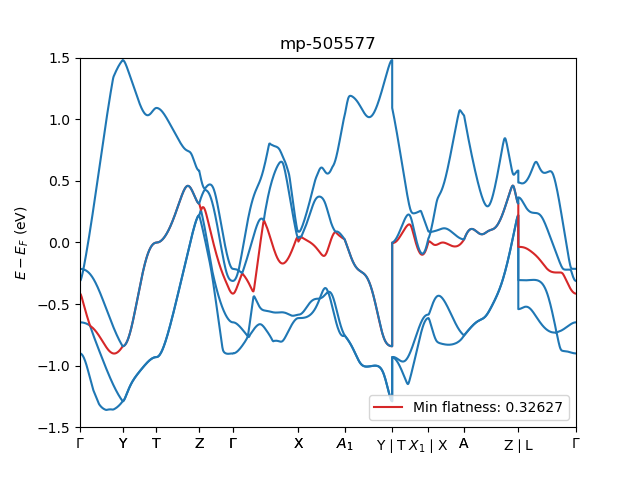 mp-505577
E − E_F (eV)
1.5
1.0
0.5
0.0
−0.5
−1.0
−1.5
Min flatness: 0.32627
Γ Y T Z Γ X A₁ Y | T X₁ | X A Z | L Γ